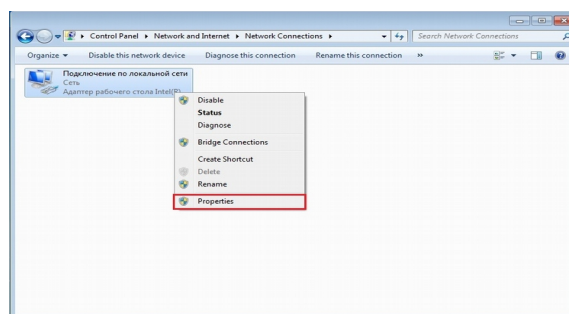 Control Panel ▸ Network and Internet ▸ Network Connections ▸
Search Network Connections
Organize
Disable this network device
Diagnose this connection
Rename this connection
»
Подключение по локальной сети
Сеть
Адаптер рабочего стола Intel(R)
Disable
Status
Diagnose
Bridge Connections
Create Shortcut
Delete
Rename
Properties